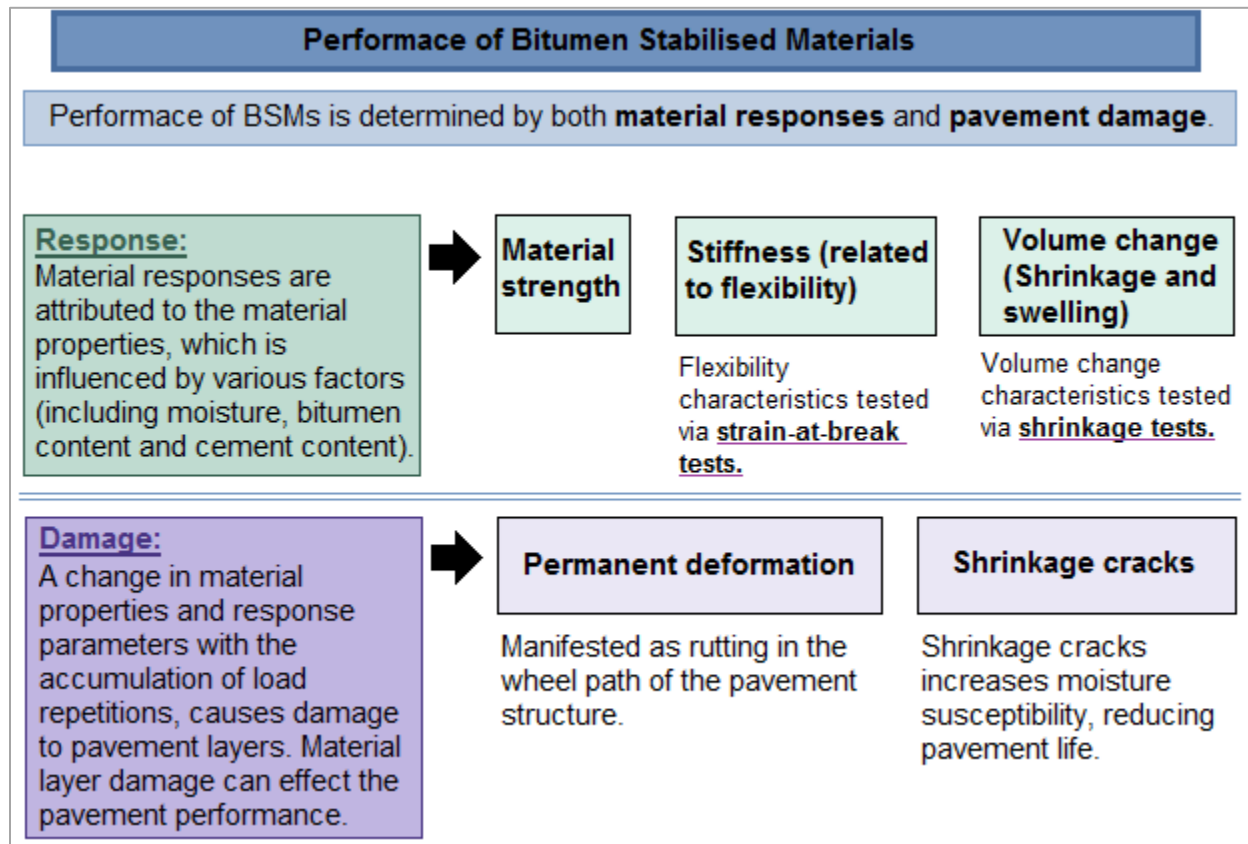 Performace of Bitumen Stabilised Materials
Performace of BSMs is determined by both material responses and pavement damage.
Response:
Material responses are
attributed to the material
properties, which is
influenced by various factors
(including moisture, bitumen
content and cement content).
Material
strength
Stiffness (related
to flexibility)
Flexibility
characteristics tested
via strain-at-break
tests.
Volume change
(Shrinkage and
swelling)
Volume change
characteristics tested
via shrinkage tests.
Damage:
A change in material
properties and response
parameters with the
accumulation of load
repetitions, causes damage
to pavement layers. Material
layer damage can effect the
pavement performance.
Permanent deformation
Manifested as rutting in the
wheel path of the pavement
structure.
Shrinkage cracks
Shrinkage cracks
increases moisture
susceptibility, reducing
pavement life.